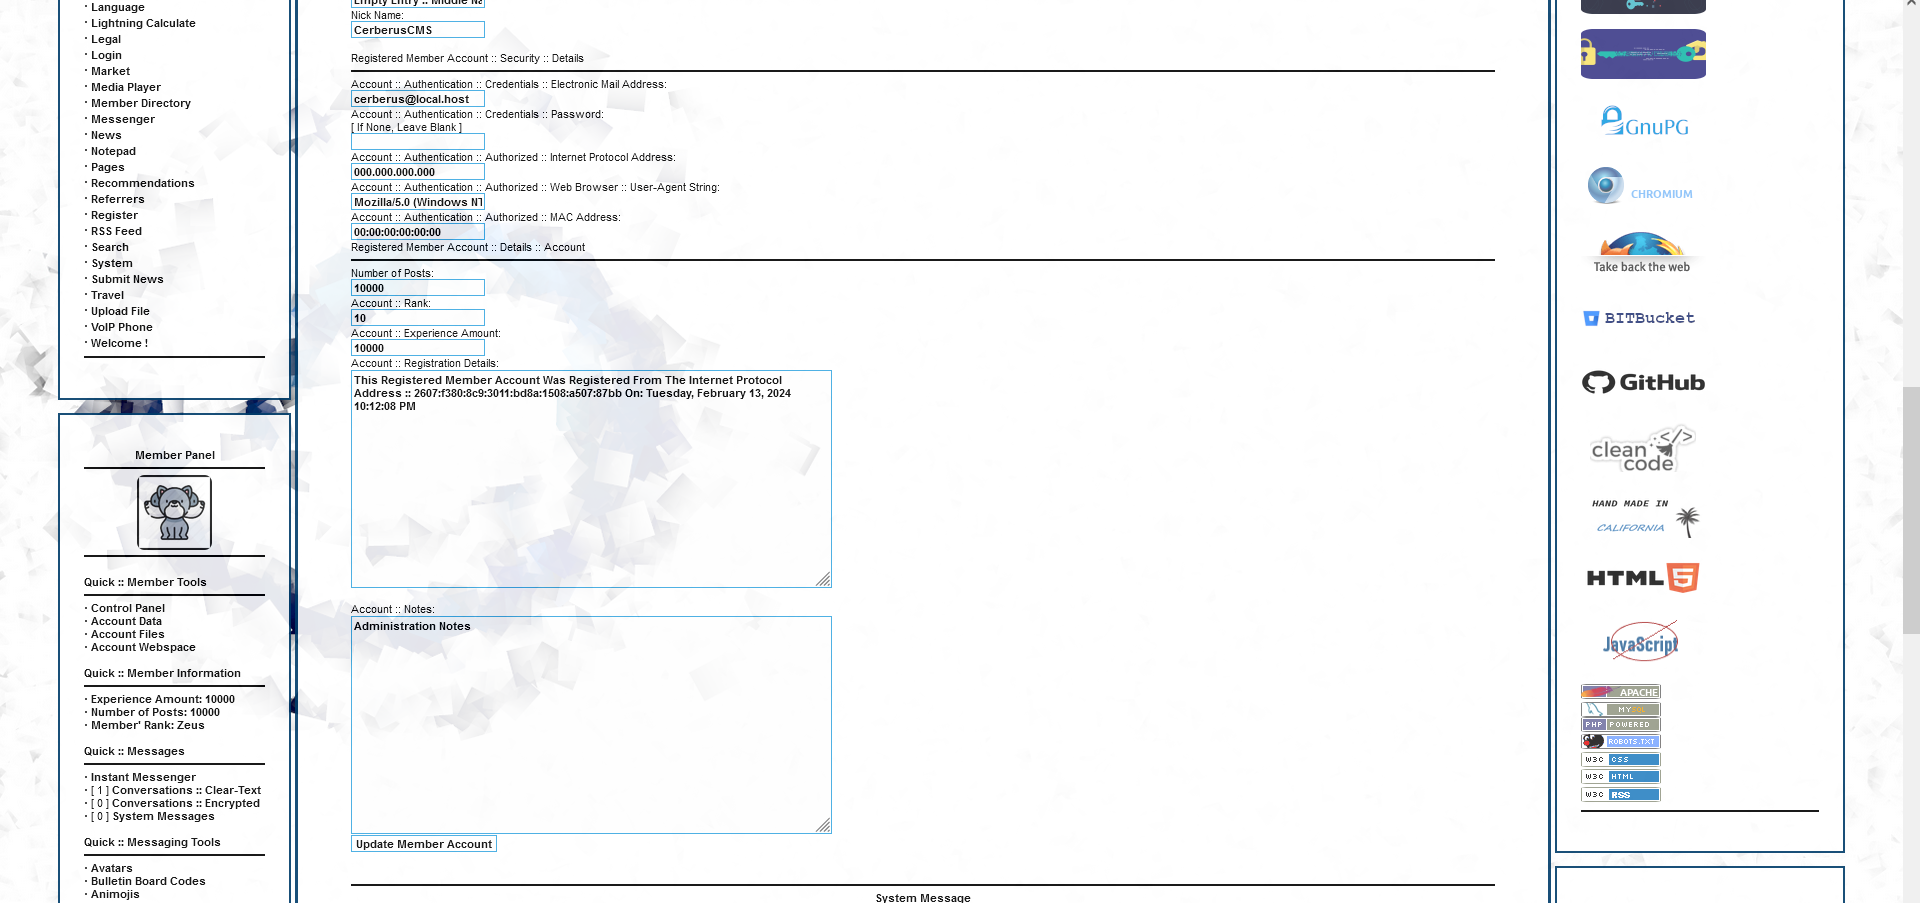 · Language
· Lightning Calculate
· Legal
· Login
· Market
· Media Player
· Member Directory
· Messenger
· News
· Notepad
· Pages
· Recommendations
· Referrers
· Register
· RSS Feed
· Search
· System
· Submit News
· Travel
· Upload File
· VoIP Phone
· Welcome !
Member Panel
Quick :: Member Tools
· Control Panel
· Account Data
· Account Files
· Account Webspace
Quick :: Member Information
· Experience Amount: 10000
· Number of Posts: 10000
· Member' Rank: Zeus
Quick :: Messages
· Instant Messenger
· [ 1 ] Conversations :: Clear-Text
· [ 0 ] Conversations :: Encrypted
· [ 0 ] System Messages
Quick :: Messaging Tools
· Avatars
· Bulletin Board Codes
· Animojis
Empty Entry :: Middle Na
Nick Name:
CerberusCMS
Registered Member Account :: Security :: Details
Account :: Authentication :: Credentials :: Electronic Mail Address:
cerberus@local.host
Account :: Authentication :: Credentials :: Password:
[ If None, Leave Blank ]
Account :: Authentication :: Authorized :: Internet Protocol Address:
000.000.000.000
Account :: Authentication :: Authorized :: Web Browser :: User-Agent String:
Mozilla/5.0 (Windows NT
Account :: Authentication :: Authorized :: MAC Address:
00:00:00:00:00:00
Registered Member Account :: Details :: Account
Number of Posts:
10000
Account :: Rank:
10
Account :: Experience Amount:
10000
Account :: Registration Details:
This Registered Member Account Was Registered From The Internet Protocol
Address :: 2607:f380:8c9:3011:bd8a:1508:a507:87bb On: Tuesday, February 13, 2024
10:12:08 PM
Account :: Notes:
Administration Notes
Update Member Account
System Message
GnuPG
CHROMIUM
Take back the web
BITBucket
GitHub
clean
code
</>
HAND MADE IN
CALIFORNIA
HTML 5
JavaScript
APACHE
MYSQL
PHP POWERED
ROBOTS.TXT
W3C CSS
W3C HTML
W3C RSS